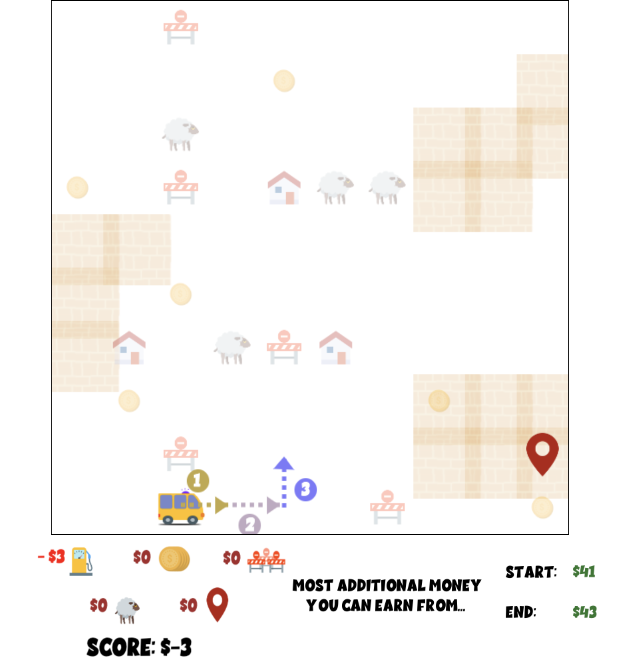 1
2
3
- $3
$0
$0
$0
$0
SCORE: $-3
MOST ADDITIONAL MONEY
YOU CAN EARN FROM...
START: $41
END: $43